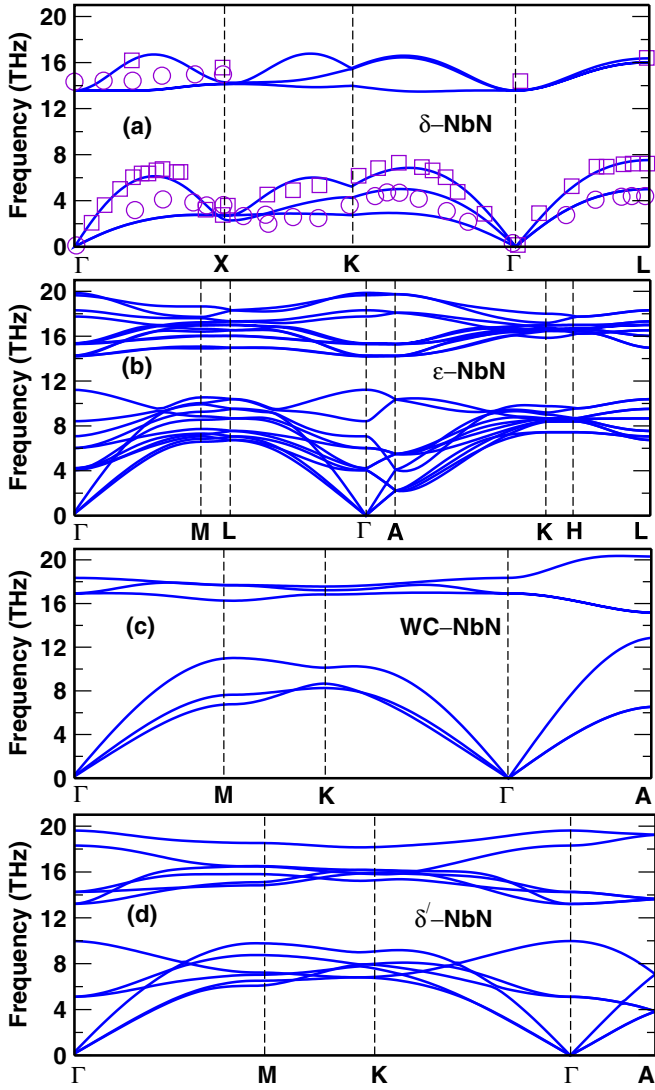 20
16
12
8
4
0
Frequency (THz)
(a)
δ–NbN
Γ X K Γ L
20
16
12
8
4
0
Frequency (THz)
(b)
ε–NbN
Γ M L Γ A K H L
20
16
12
8
4
0
Frequency (THz)
(c)
WC–NbN
Γ M K Γ A
20
16
12
8
4
0
Frequency (THz)
(d)
δ′–NbN
Γ M K Γ A